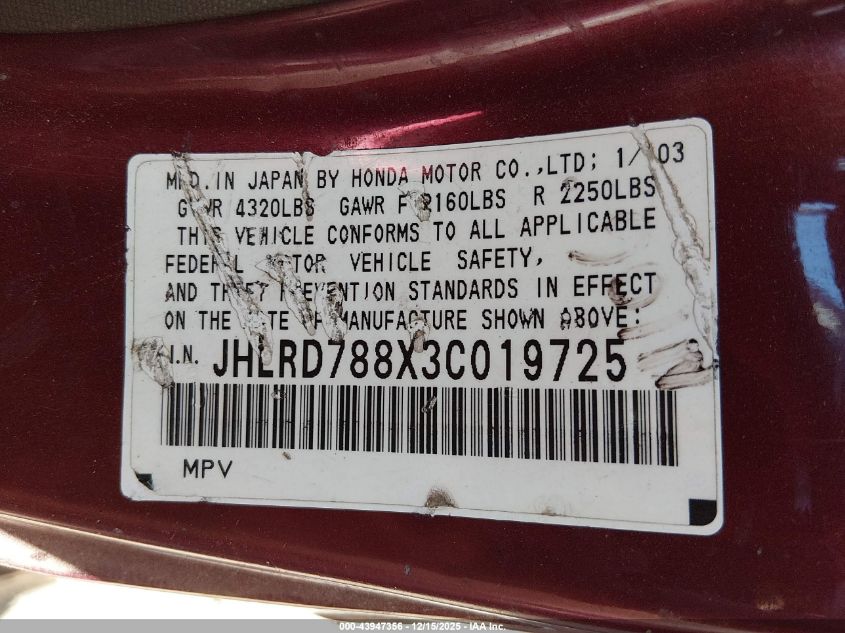 MFD. IN JAPAN BY HONDA MOTOR CO.,LTD; 1/ 03
GVWR 4320LBS GAWR F 2160LBS R 2250LBS
THIS VEHICLE CONFORMS TO ALL APPLICABLE
FEDERAL MOTOR VEHICLE SAFETY,
AND THEFT PREVENTION STANDARDS IN EFFECT
ON THE DATE OF MANUFACTURE SHOWN ABOVE:
I.N. JHLRD788X3C019725
MPV
000-43947356 - 12/15/2025 - COPART